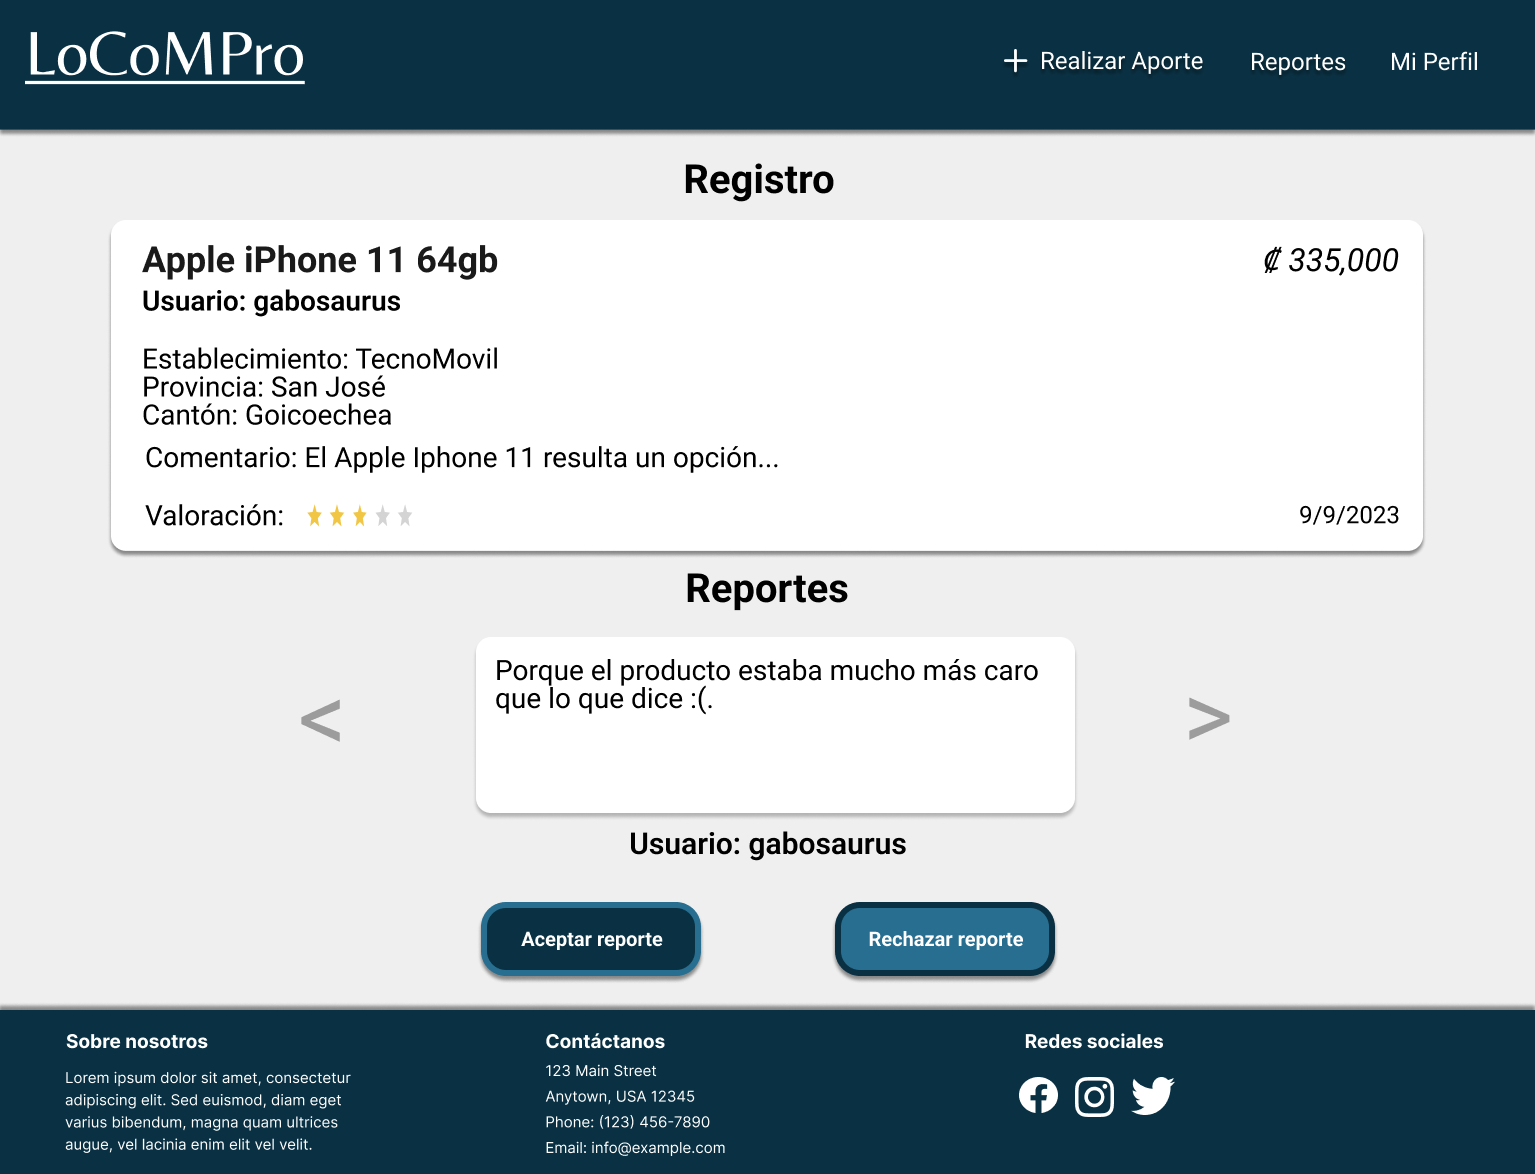 LoCoMPro
Realizar Aporte
Reportes
Mi Perfil
Registro
Apple iPhone 11 64gb
₡ 335,000
Usuario: gabosaurus
Establecimiento: TecnoMovil
Provincia: San José
Cantón: Goicoechea
Comentario: El Apple Iphone 11 resulta un opción...
Valoración:
9/9/2023
Reportes
<
Porque el producto estaba mucho más caro
que lo que dice :(.
>
Usuario: gabosaurus
Aceptar reporte
Rechazar reporte
Sobre nosotros
Lorem ipsum dolor sit amet, consectetur
adipiscing elit. Sed euismod, diam eget
varius bibendum, magna quam ultrices
augue, vel lacinia enim elit vel velit.
Contáctanos
123 Main Street
Anytown, USA 12345
Phone: (123) 456-7890
Email: info@example.com
Redes sociales